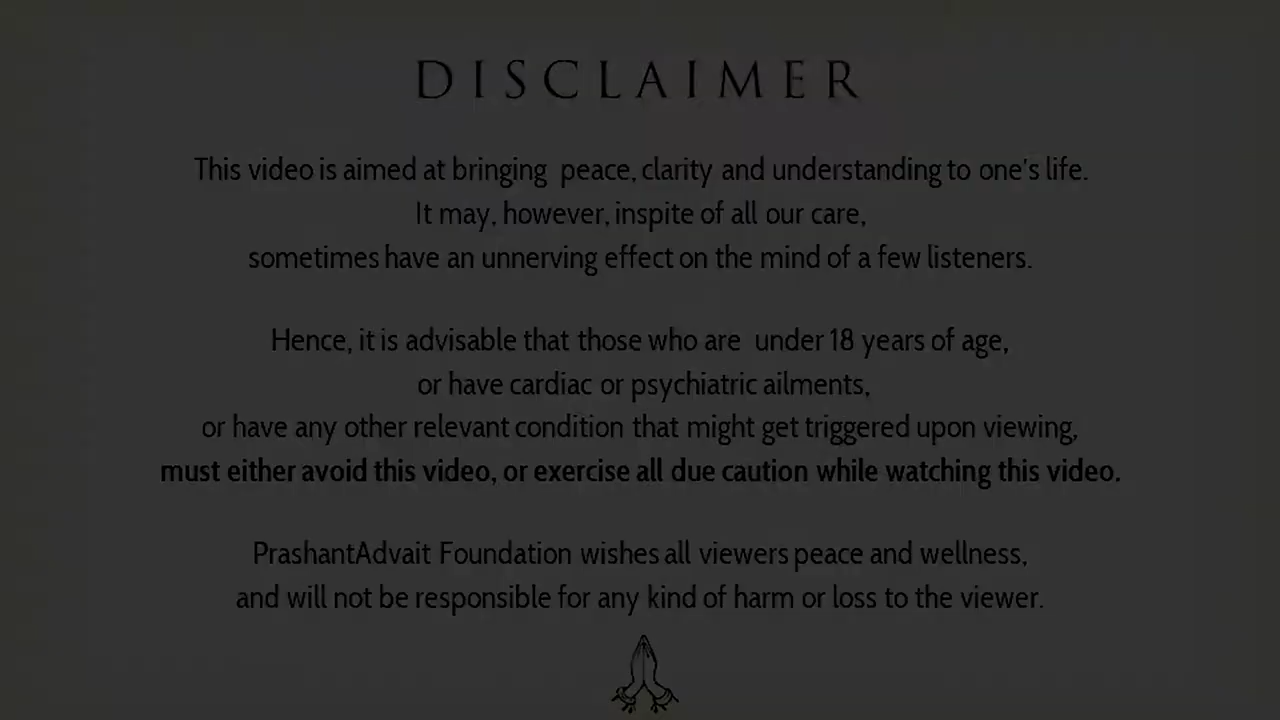 DISCLAIMER
This video is aimed at bringing peace, clarity and understanding to one's life.
It may, however, inspite of all our care,
sometimes have an unnerving effect on the mind of a few listeners.
Hence, it is advisable that those who are under 18 years of age,
or have cardiac or psychiatric ailments,
or have any other relevant condition that might get triggered upon viewing,
must either avoid this video, or exercise all due caution while watching this video.
PrashantAdvait Foundation wishes all viewers peace and wellness,
and will not be responsible for any kind of harm or loss to the viewer.